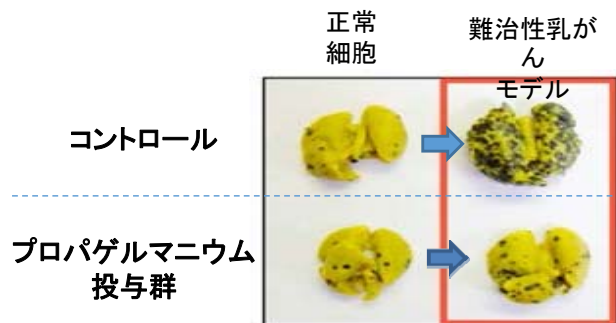 正常
細胞
難治性乳が
ん
モデル
コントロール
プロパゲルマニウム
投与群